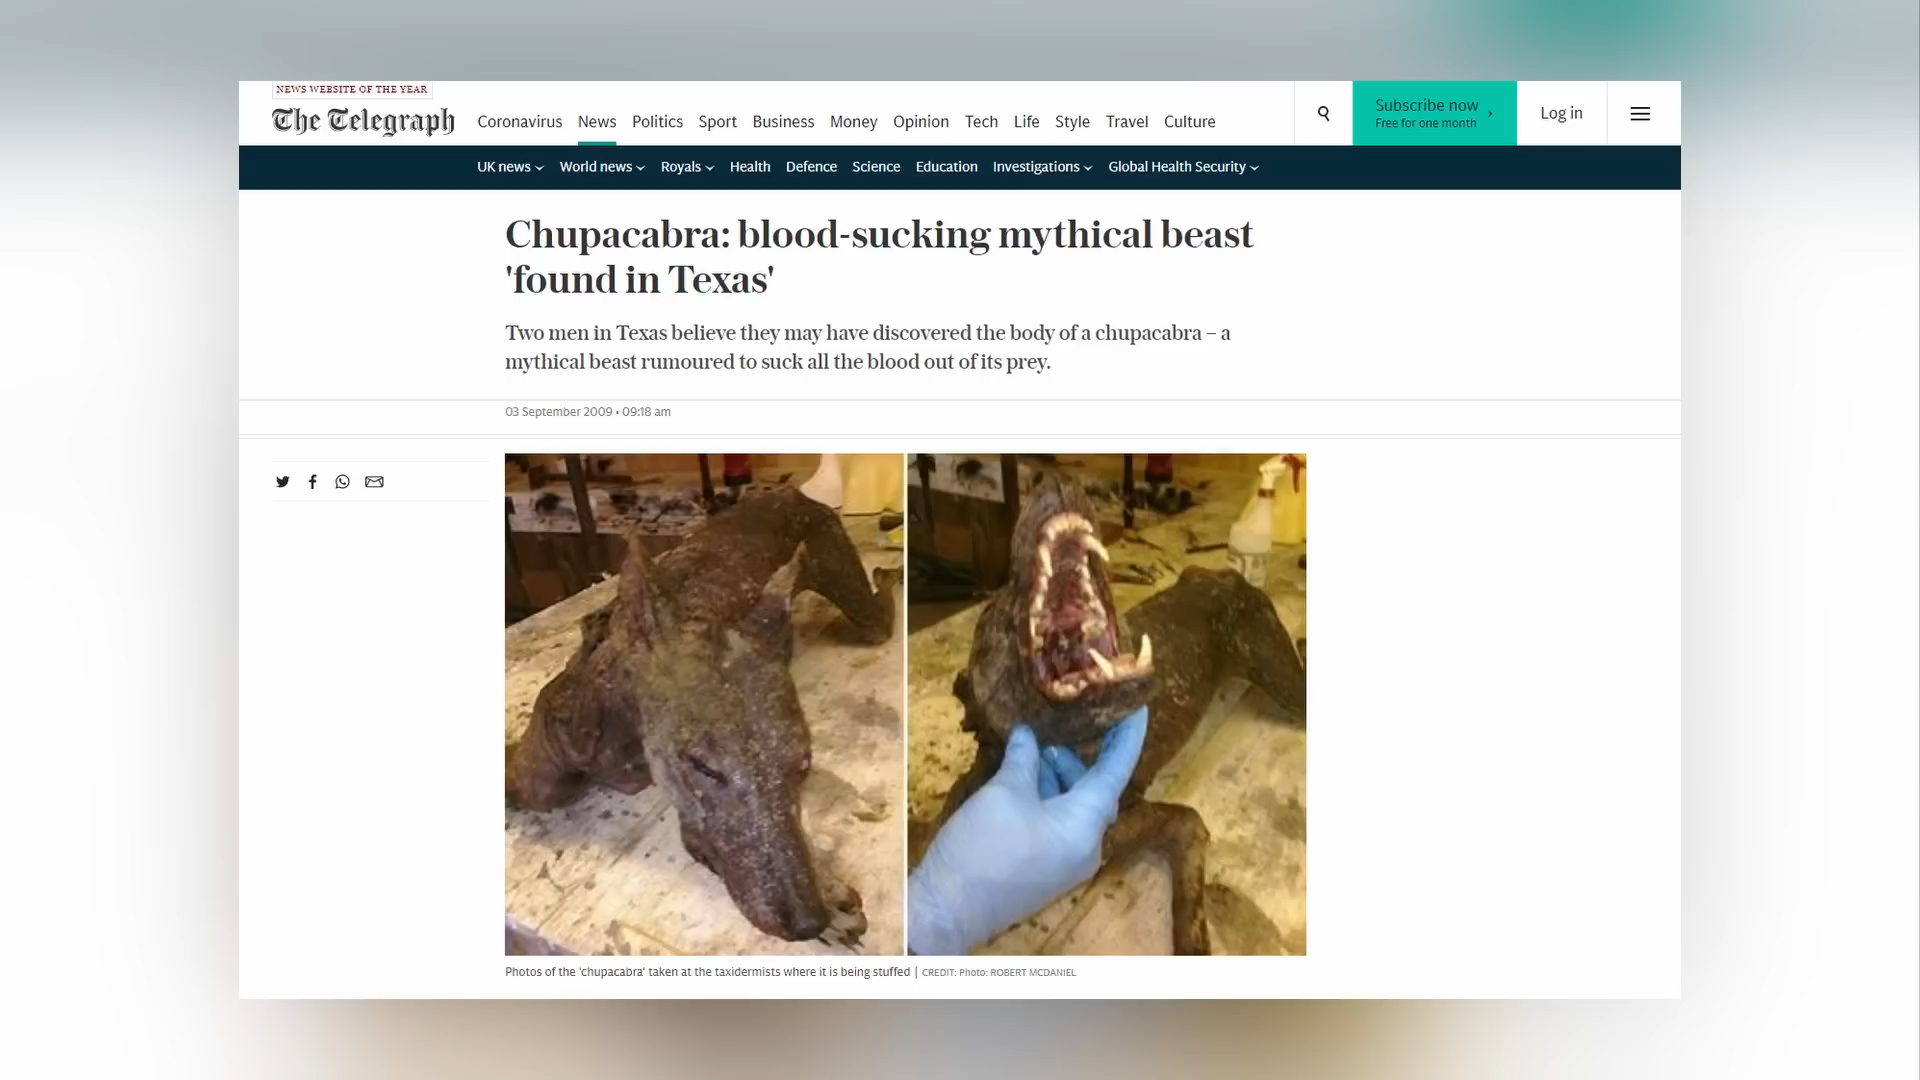 NEWS WEBSITE OF THE YEAR
The Telegraph
Coronavirus News Politics Sport Business Money Opinion Tech Life Style Travel Culture
Subscribe now
Free for one month
Log in
UK news World news Royals Health Defence Science Education Investigations Global Health Security
Chupacabra: blood-sucking mythical beast
'found in Texas'
Two men in Texas believe they may have discovered the body of a chupacabra – a
mythical beast rumoured to suck all the blood out of its prey.
03 September 2009 • 09:18 am
Photos of the 'chupacabra' taken at the taxidermists where it is being stuffed | CREDIT: Photo: ROBERT MCDANIEL